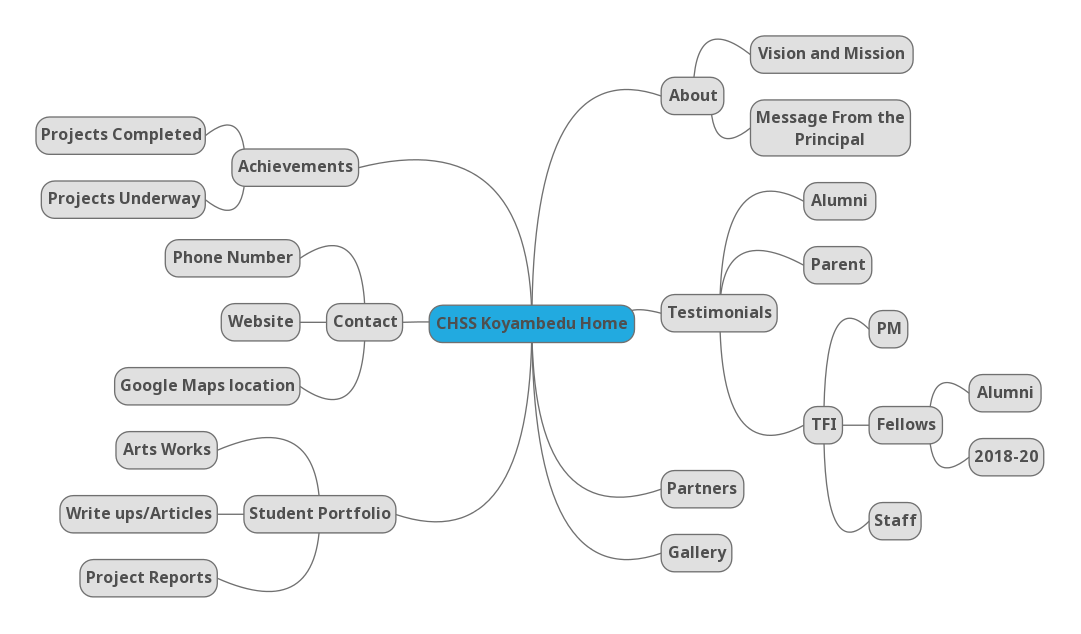 Vision and Mission
About
Message From the
Principal
Projects Completed
Achievements
Projects Underway
Alumni
Parent
Phone Number
Website
Contact
CHSS Koyambedu Home
Testimonials
PM
Google Maps location
Alumni
TFI
Fellows
2018-20
Arts Works
Write ups/Articles
Student Portfolio
Partners
Staff
Gallery
Project Reports